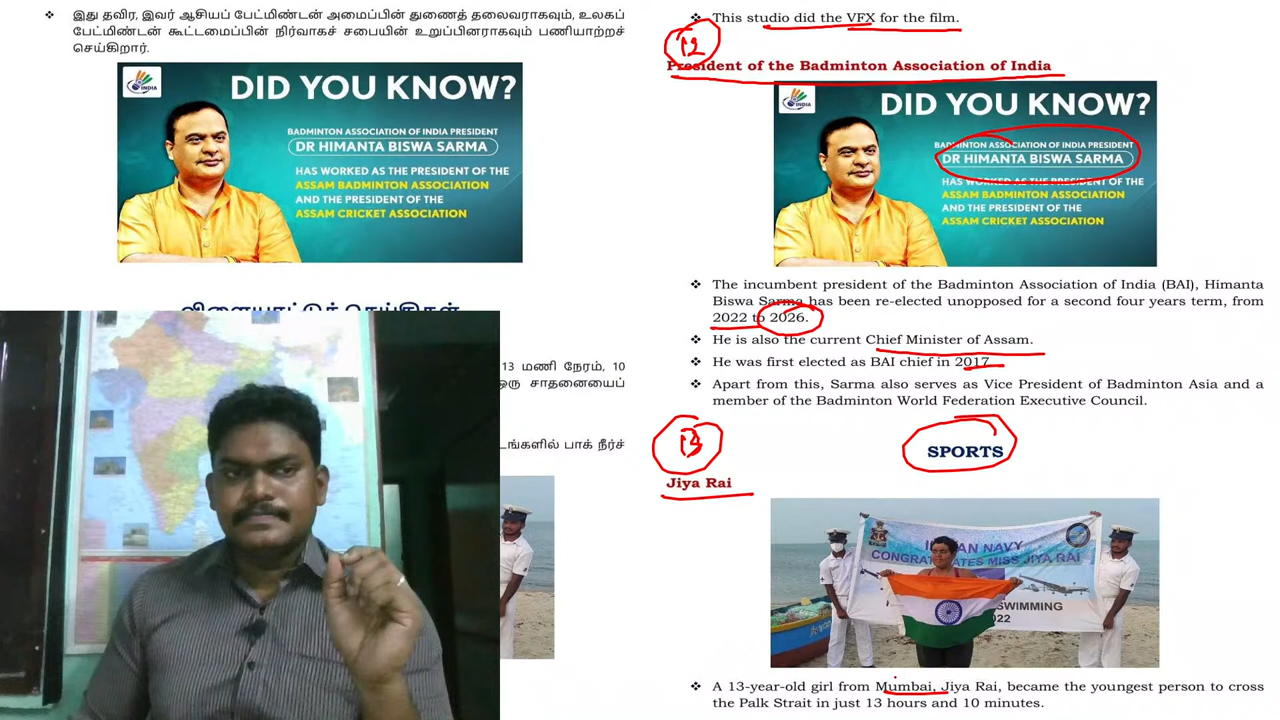 ❖ இது தவிர, இவர் ஆசியப் பேட்மிண்டன் அமைப்பின் துணைத் தலைவராகவும், உலகப்
பேட்மிண்டன் கூட்டமைப்பின் நிர்வாகச் சபையின் உறுப்பினராகவும் பணியாற்றச்
செய்கிறார்.
INDIA
DID YOU KNOW?
BADMINTON ASSOCIATION OF INDIA PRESIDENT
DR HIMANTA BISWA SARMA
HAS WORKED AS THE PRESIDENT OF THE
ASSAM BADMINTON ASSOCIATION
AND THE PRESIDENT OF THE
ASSAM CRICKET ASSOCIATION
விளையாட்டுச் செய்திகள்
13 மணி நேரம், 10
ஒரு சாதனையைப்
பாக் நீர்ச்
❖ This studio did the VFX for the film.
12
President of the Badminton Association of India
INDIA
DID YOU KNOW?
BADMINTON ASSOCIATION OF INDIA PRESIDENT
DR HIMANTA BISWA SARMA
HAS WORKED AS THE PRESIDENT OF THE
ASSAM BADMINTON ASSOCIATION
AND THE PRESIDENT OF THE
ASSAM CRICKET ASSOCIATION
❖ The incumbent president of the Badminton Association of India (BAI), Himanta
Biswa Sarma has been re-elected unopposed for a second four years term, from
2022 to 2026.
❖ He is also the current Chief Minister of Assam.
❖ He was first elected as BAI chief in 2017.
❖ Apart from this, Sarma also serves as Vice President of Badminton Asia and a
member of the Badminton World Federation Executive Council.
13
SPORTS
Jiya Rai
INDIAN NAVY
CONGRATULATES MISS JIYA RAI
SWIMMING
❖ A 13-year-old girl from Mumbai, Jiya Rai, became the youngest person to cross
the Palk Strait in just 13 hours and 10 minutes.